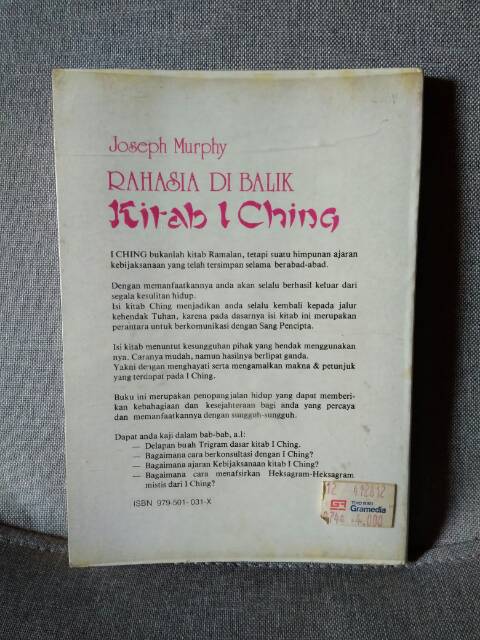 Joseph Murphy
RAHASIA DI BALIK
Kitab I Ching
I CHING bukanlah kitab Ramalan, tetapi suatu himpunan ajaran
kebijaksanaan yang telah tersimpan selama berabad-abad.
Dengan memanfaatkannya anda akan selalu berhasil keluar dari
segala kesulitan hidup.
Isi kitab Ching menjadikan anda selalu kembali kepada jalur
kehendak Tuhan, karena pada dasarnya isi kitab ini merupakan
perantara untuk berkomunikasi dengan Sang Pencipta.
Isi kitab menuntut kesungguhan pihak yang hendak menggunakan
nya. Caranya mudah, namun hasilnya berlipat ganda.
Yakni dengan menghayati serta mengamalkan makna & petunjuk
yang terdapat pada I Ching.
Buku ini merupakan penopang jalan hidup yang dapat memberi-
kan kebahagiaan dan kesejahteraan bagi anda yang percaya
dan memanfaatkannya dengan sungguh-sungguh.
Dapat anda kaji dalam bab-bab, a.l:
— Delapan buah Trigram dasar kitab I Ching.
— Bagaimana cara berkonsultasi dengan I Ching?
— Bagaimana ajaran Kebijaksanaan kitab I Ching?
— Bagaimana cara menafsirkan Heksagram-Heksagram
mistis dari I Ching?
ISBN 979-501-031-X
12 492812
Gramedia
4.000